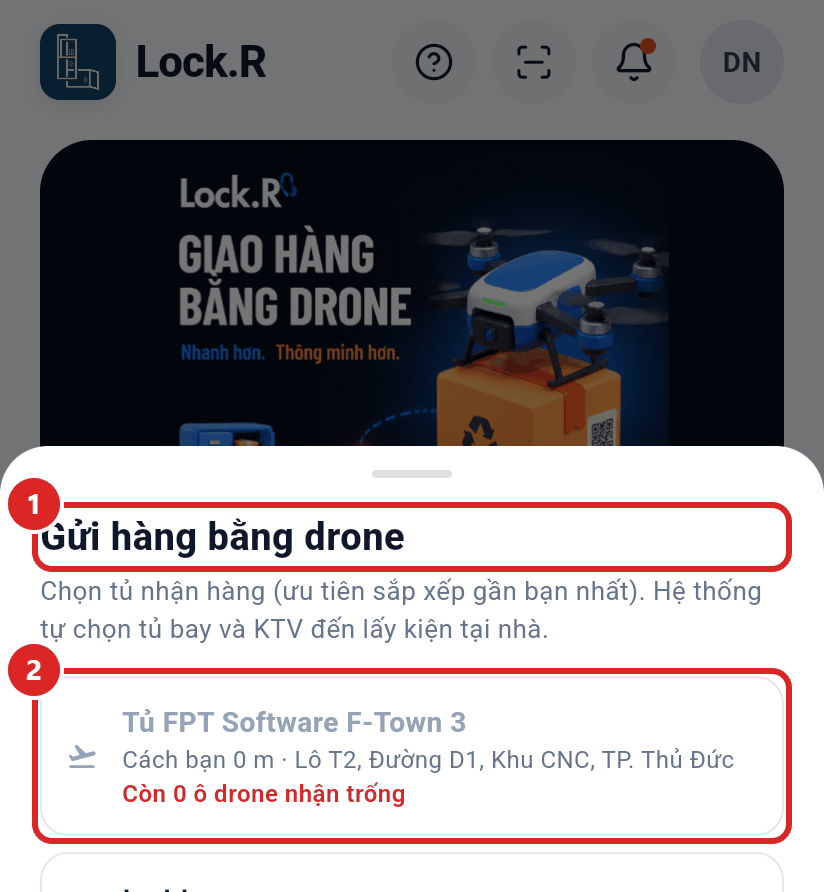 Lock.R
DN
Lock.R
GIAO HÀNG
BẰNG DRONE
Nhanh hơn. Thông minh hơn.
1
Gửi hàng bằng drone
Chọn tủ nhận hàng (ưu tiên sắp xếp gần bạn nhất). Hệ thống
tự chọn tủ bay và KTV đến lấy kiện tại nhà.
2
Tủ FPT Software F-Town 3
Cách bạn 0 m · Lô T2, Đường D1, Khu CNC, TP. Thủ Đức
Còn 0 ô drone nhận trống